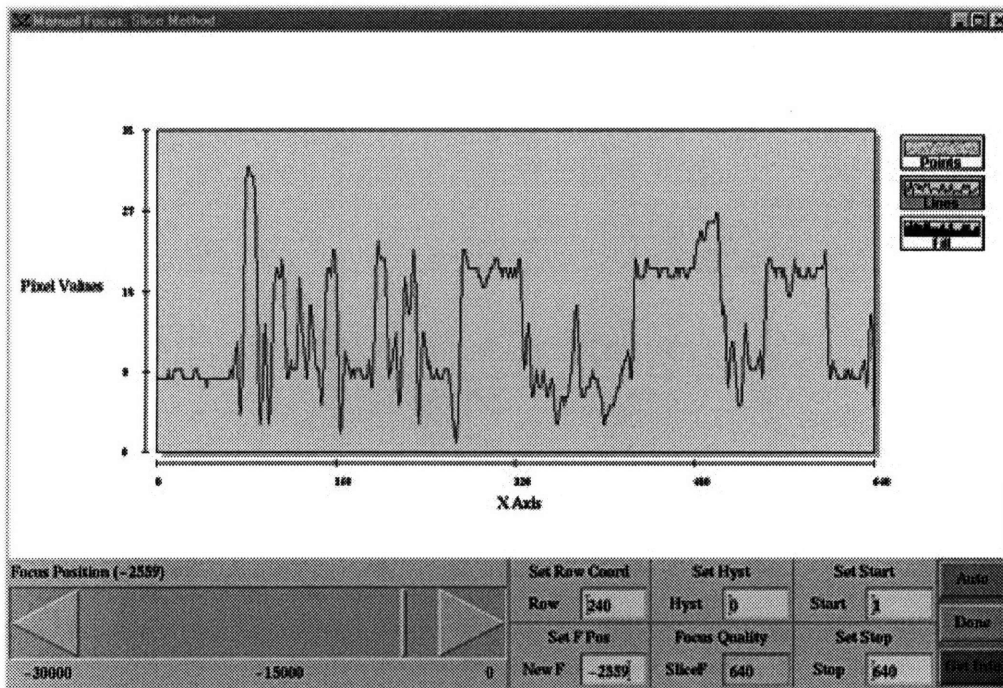 Manual Focus: Slice Method
Points
27
Lines
Fill
Pixel Values
18
9
0
0 160 320 480 640
X Axis
Focus Position (-2559)
-30000 -15000 0
Set Row Coord
Row 240
Set Hyst
Hyst 0
Set Start
Start 1
Auto
Set F Pos
New F -2559
Focus Quality
SliceF 640
Set Stop
Stop 640
Done
Get Info